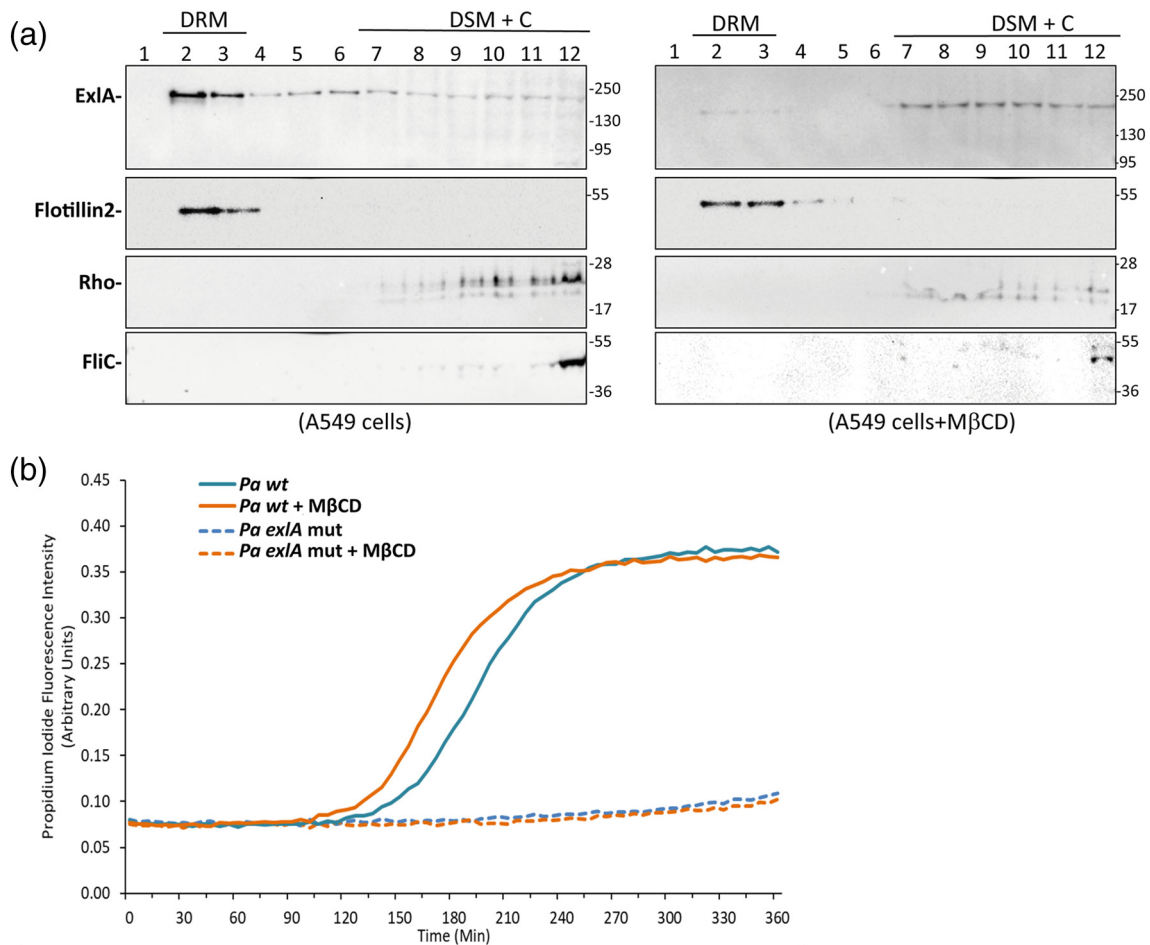 (a)
DRM DSM + C DRM DSM + C
1 2 3 4 5 6 7 8 9 10 11 12 1 2 3 4 5 6 7 8 9 10 11 12
ExlA- -250 -250
-130 -130
-95 -95
Flotillin2- -55 -55
Rho- -28 -28
-17 -17
FliC- -55 -55
-36 -36
(A549 cells) (A549 cells+MβCD)
(b)
0.45
0.40
0.35
0.30
0.25
0.20
0.15
0.10
0.05
0.00
Propidium Iodide Fluorescence Intensity
(Arbitrary Units)
Pa wt
Pa wt + MβCD
Pa exlA mut
Pa exlA mut + MβCD
0 30 60 90 120 150 180 210 240 270 300 330 360
Time (Min)